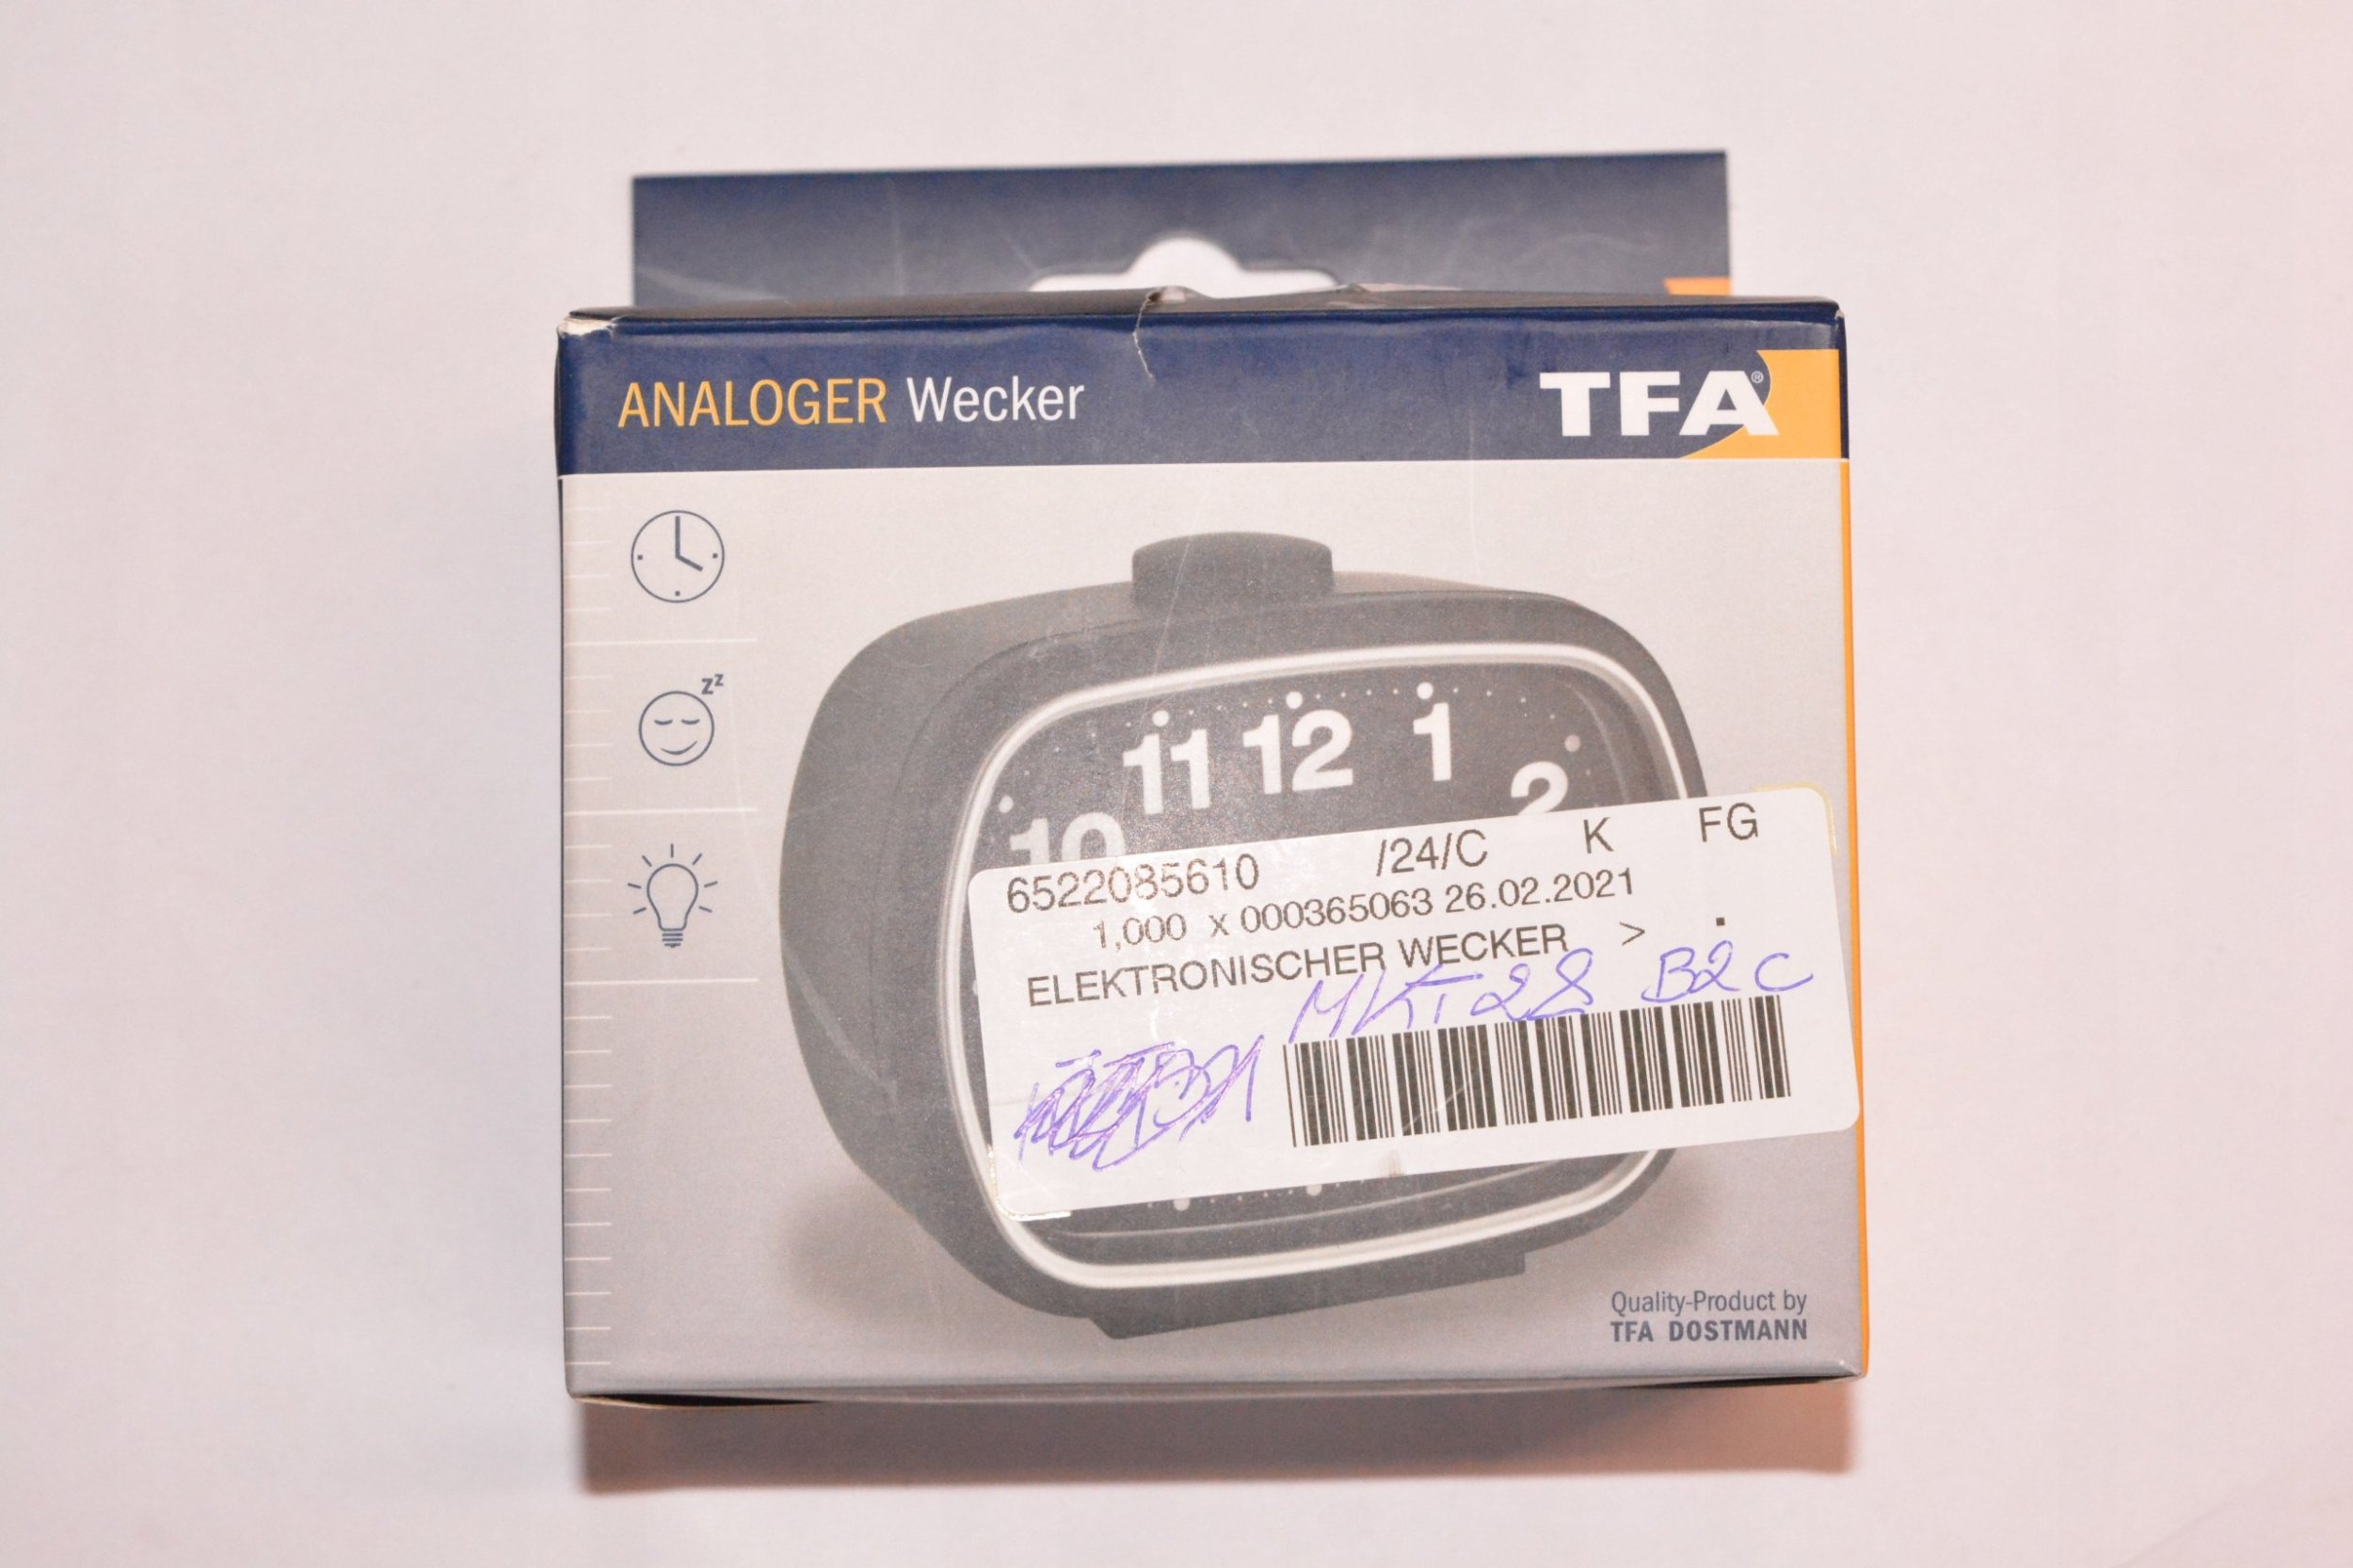 ANALOGER Wecker
TFA®
zz
11 12 1
10 2
6522085610 /24/C K FG
1,000 x 000365063 26.02.2021
ELEKTRONISCHER WECKER > .
MKT28 B2C
Quality-Product by
TFA DOSTMANN